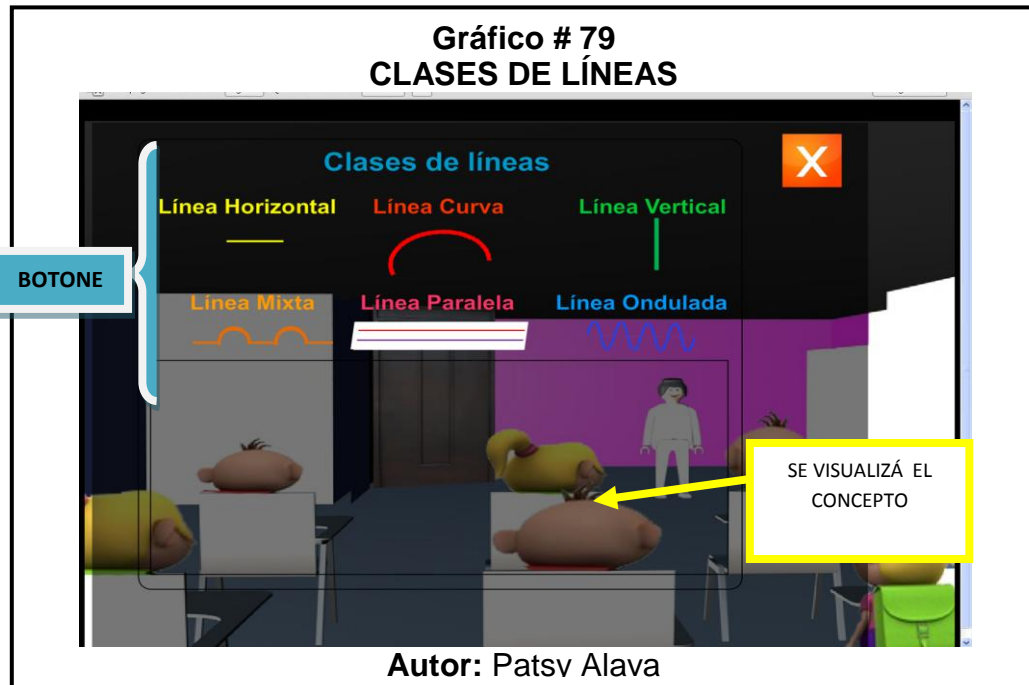 Gráfico # 79
CLASES DE LÍNEAS
Clases de líneas
X
Línea Horizontal
Línea Curva
Línea Vertical
BOTONE
Línea Mixta
Línea Paralela
Línea Ondulada
SE VISUALIZÁ EL
CONCEPTO
Autor: Patsy Alava